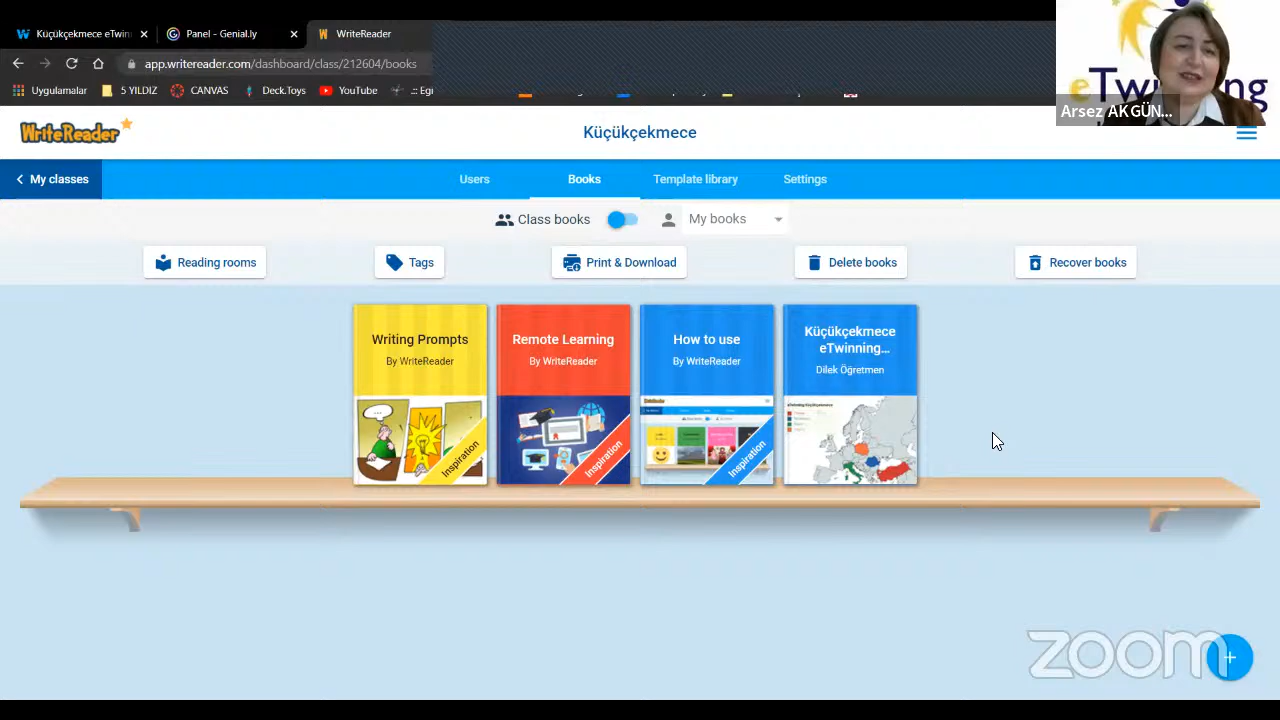 Küçükçekmece eTwin
Panel - Genial.ly
WriteReader
app.writereader.com/dashboard/class/212604/books
Uygulamalar
5 YILDIZ
CANVAS
Deck.Toys
YouTube
.:: Eği
eTwinning
Arsez AKGÜN...
WriteReader
Küçükçekmece
My classes
Users
Books
Template library
Settings
Class books
My books
Reading rooms
Tags
Print & Download
Delete books
Recover books
Writing Prompts
By WriteReader
Inspiration
Remote Learning
By WriteReader
Inspiration
How to use
By WriteReader
Inspiration
Küçükçekmece
eTwinning...
Dilek Öğretmen
zoom